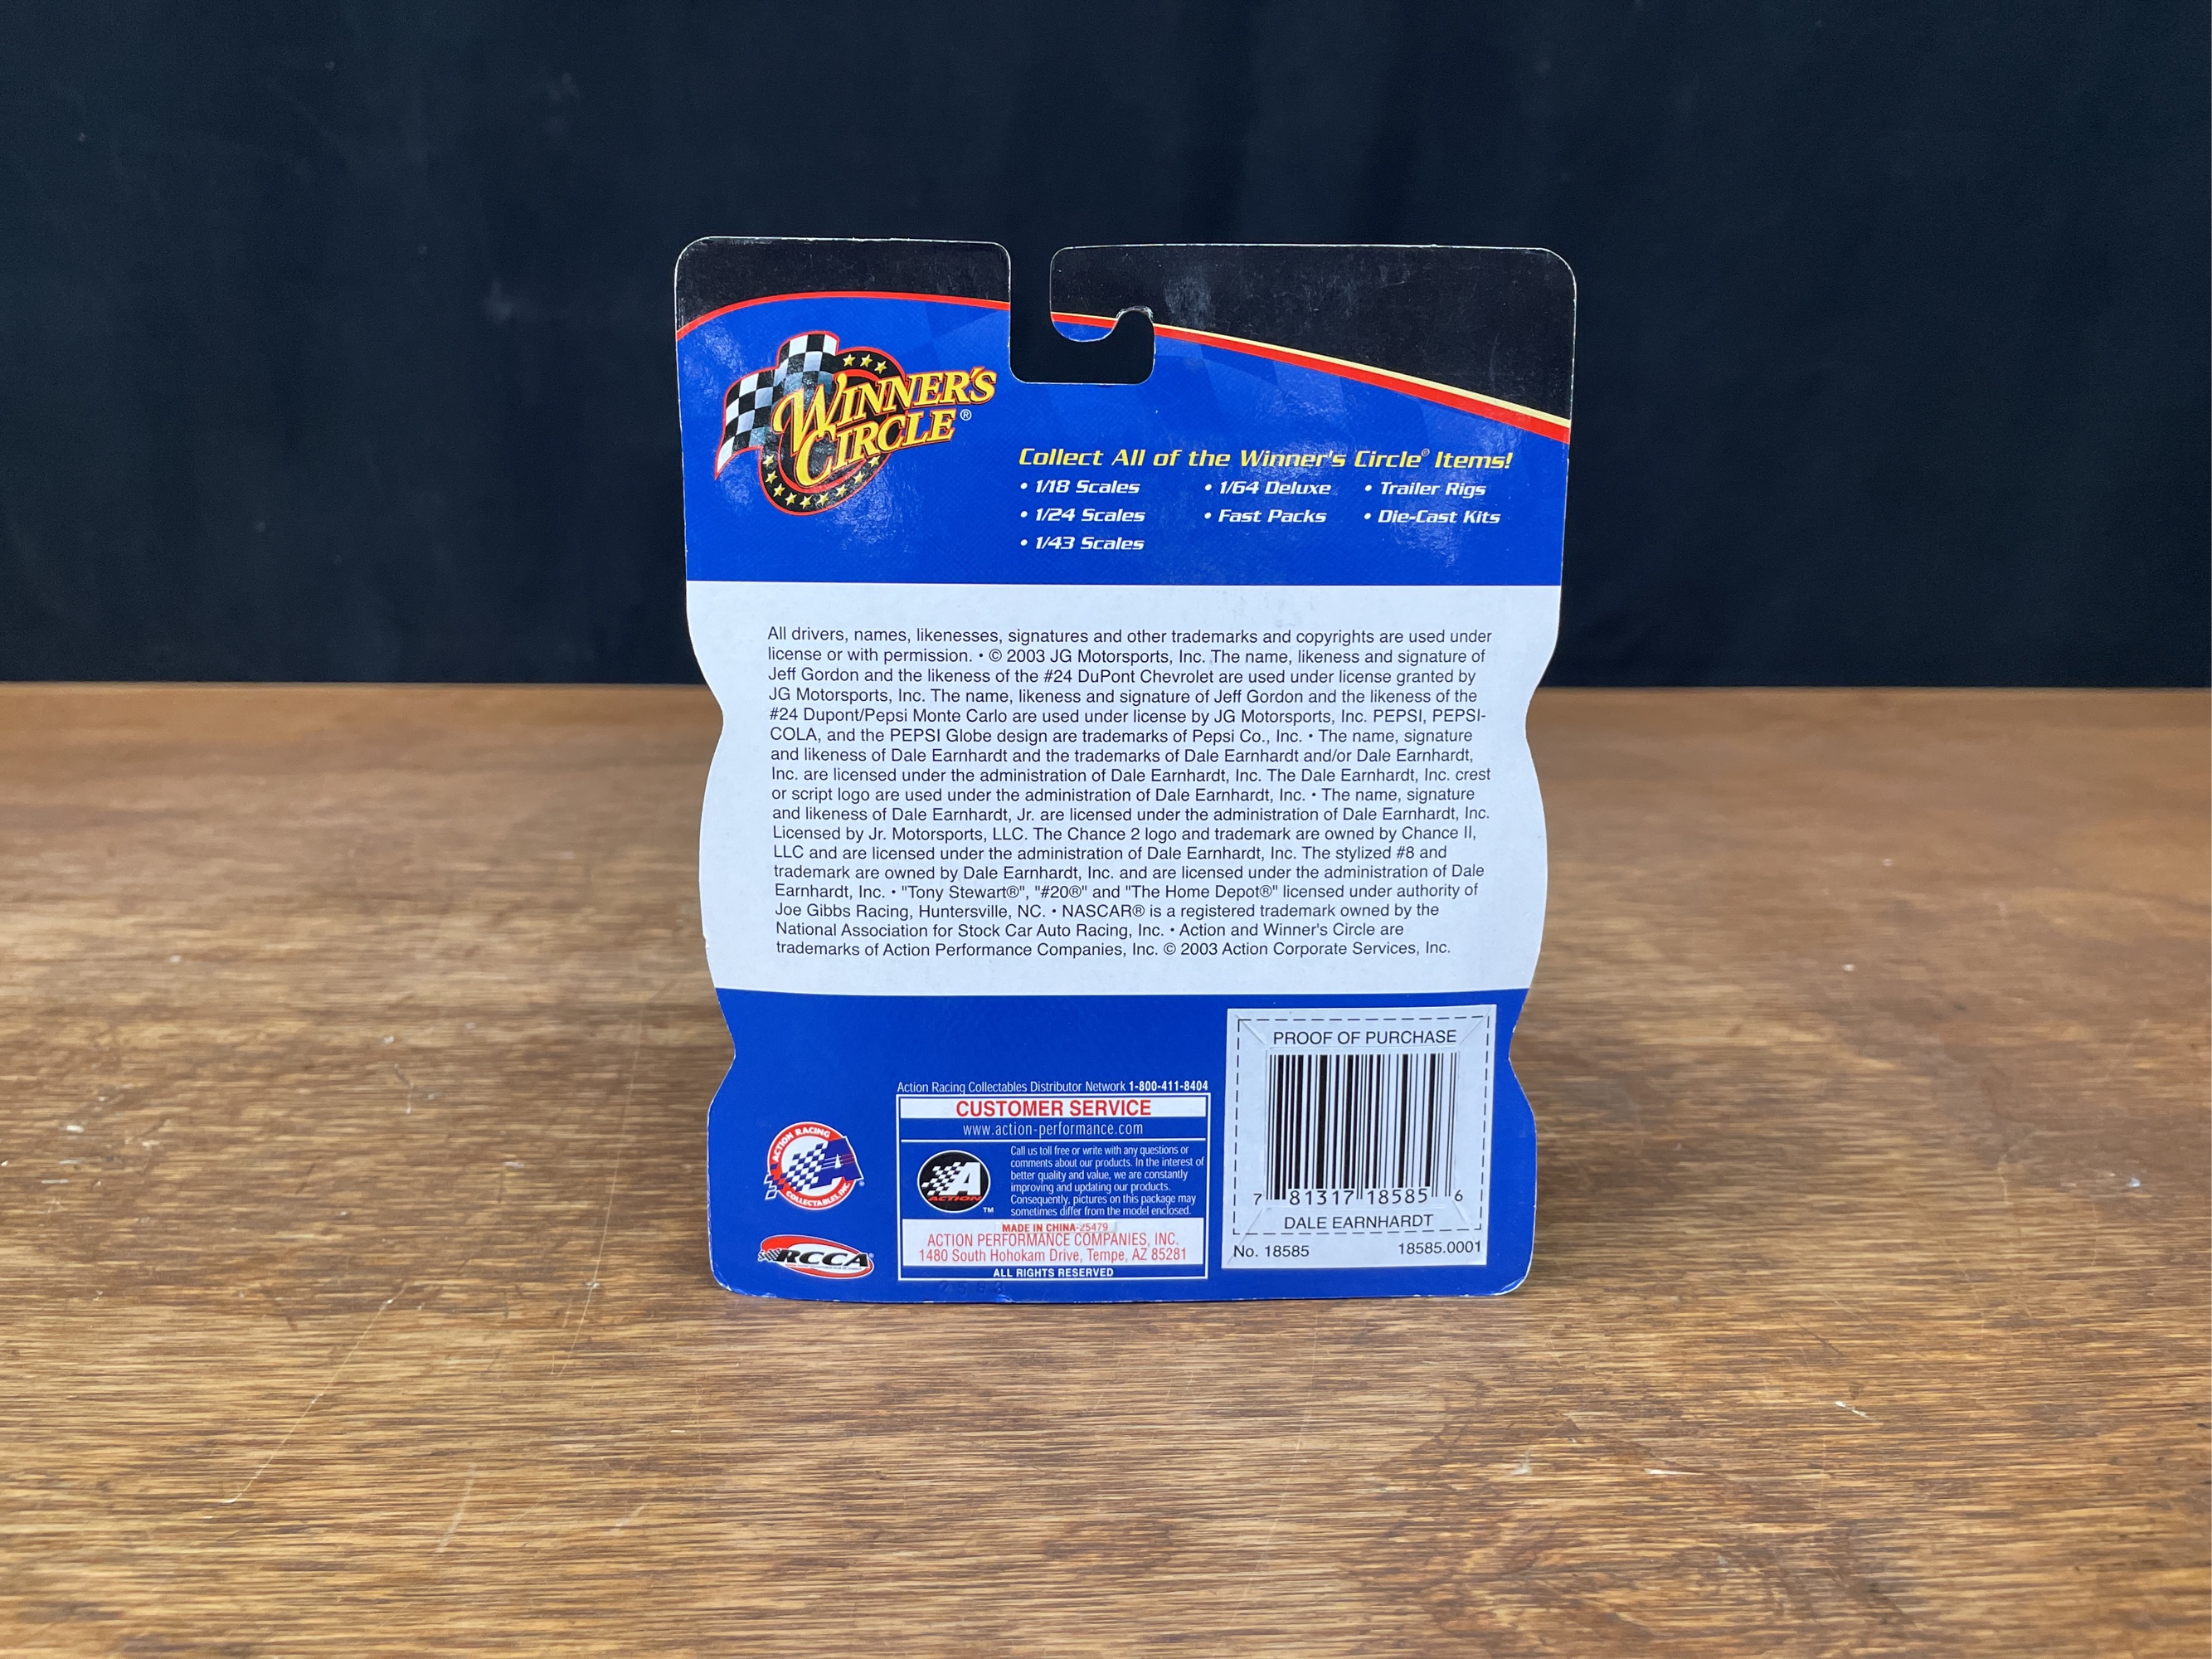 WINNER'S
CIRCLE®
Collect All of the Winner's Circle® Items!
• 1/18 Scales • 1/64 Deluxe • Trailer Rigs
• 1/24 Scales • Fast Packs • Die-Cast Kits
• 1/43 Scales
All drivers, names, likenesses, signatures and other trademarks and copyrights are used under
license or with permission. • © 2003 JG Motorsports, Inc. The name, likeness and signature of
Jeff Gordon and the likeness of the #24 DuPont Chevrolet are used under license granted by
JG Motorsports, Inc. The name, likeness and signature of Jeff Gordon and the likeness of the
#24 Dupont/Pepsi Monte Carlo are used under license by JG Motorsports, Inc. PEPSI, PEPSI-
COLA, and the PEPSI Globe design are trademarks of Pepsi Co., Inc. • The name, signature
and likeness of Dale Earnhardt and the trademarks of Dale Earnhardt and/or Dale Earnhardt,
Inc. are licensed under the administration of Dale Earnhardt, Inc. The Dale Earnhardt, Inc. crest
or script logo are used under the administration of Dale Earnhardt, Inc. • The name, signature
and likeness of Dale Earnhardt, Jr. are licensed under the administration of Dale Earnhardt, Inc.
Licensed by Jr. Motorsports, LLC. The Chance 2 logo and trademark are owned by Chance II,
LLC and are licensed under the administration of Dale Earnhardt, Inc. The stylized #8 and
trademark are owned by Dale Earnhardt, Inc. and are licensed under the administration of Dale
Earnhardt, Inc. • "Tony Stewart®", "#20®" and "The Home Depot®" licensed under authority of
Joe Gibbs Racing, Huntersville, NC. • NASCAR® is a registered trademark owned by the
National Association for Stock Car Auto Racing, Inc. • Action and Winner's Circle are
trademarks of Action Performance Companies, Inc. © 2003 Action Corporate Services, Inc.
ACTION RACING
COLLECTABLES, INC.
RCCA
Action Racing Collectables Distributor Network 1-800-411-8404
CUSTOMER SERVICE
www.action-performance.com
ACTION ™
Call us toll free or write with any questions or
comments about our products. In the interest of
better quality and value, we are constantly
improving and updating our products.
Consequently, pictures on this package may
sometimes differ from the model enclosed.
MADE IN CHINA-25479
ACTION PERFORMANCE COMPANIES, INC.
1480 South Hohokam Drive, Tempe, AZ 85281
ALL RIGHTS RESERVED
PROOF OF PURCHASE
7 81317 18585 6
DALE EARNHARDT
No. 18585 18585.0001